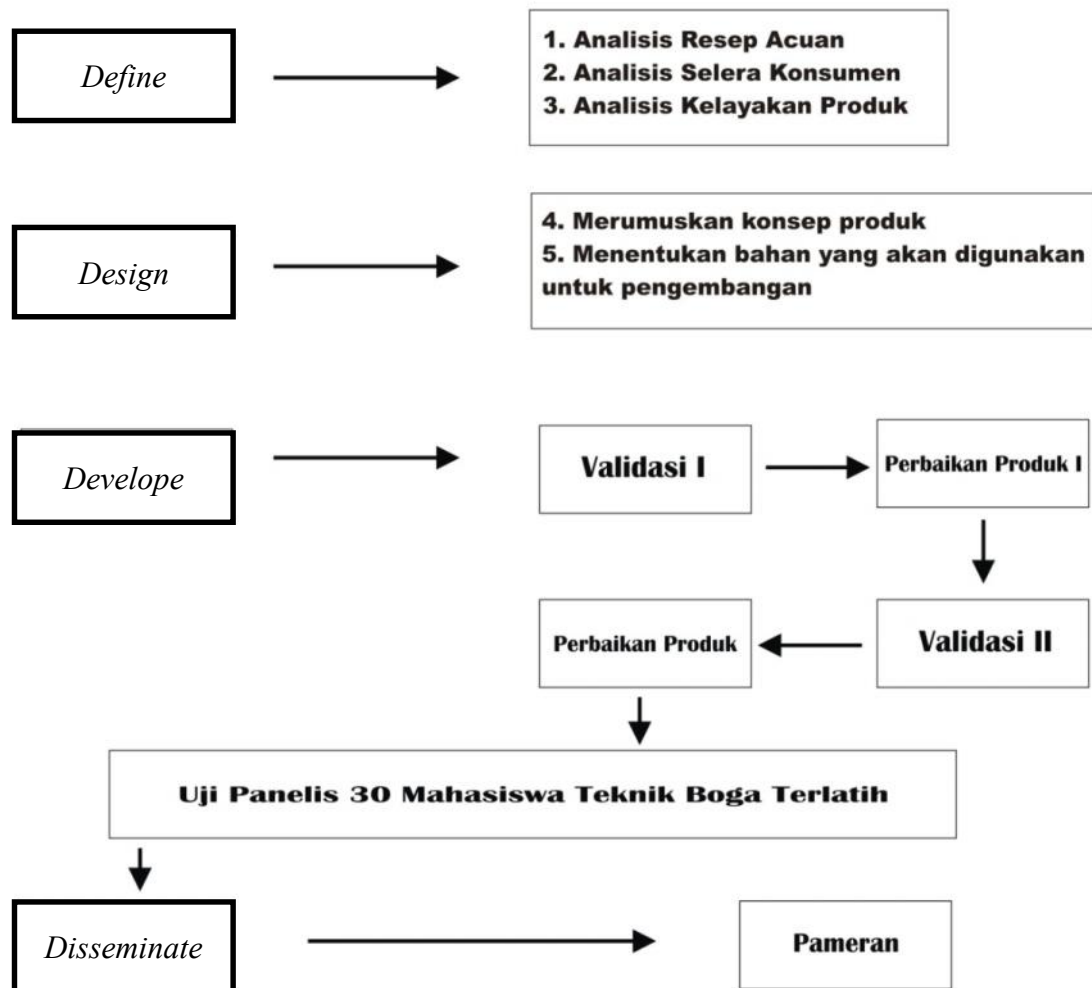 Define
1. Analisis Resep Acuan
2. Analisis Selera Konsumen
3. Analisis Kelayakan Produk
Design
4. Merumuskan konsep produk
5. Menentukan bahan yang akan digunakan
untuk pengembangan
Develope
Validasi I
Perbaikan Produk I
Perbaikan Produk
Validasi II
Uji Panelis 30 Mahasiswa Teknik Boga Terlatih
Disseminate
Pameran